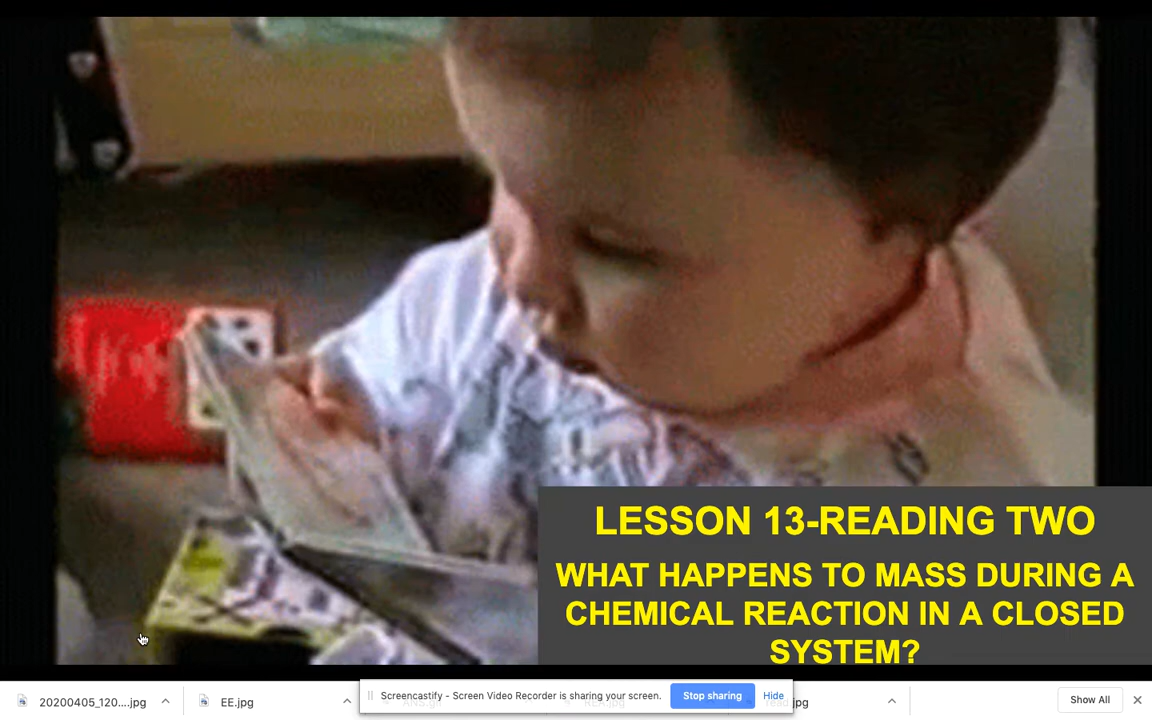 LESSON 13-READING TWO
WHAT HAPPENS TO MASS DURING A
CHEMICAL REACTION IN A CLOSED
SYSTEM?
20200405_120....jpg
EE.jpg
Screencastify - Screen Video Recorder is sharing your screen.
Stop sharing
Hide
jpg
Show All